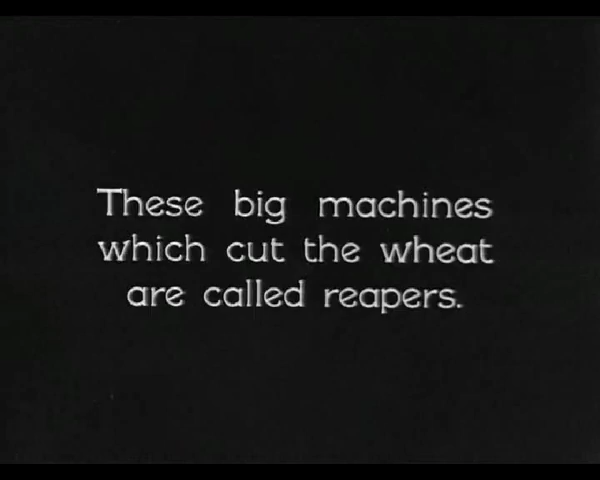 These big machines
which cut the wheat
are called reapers.